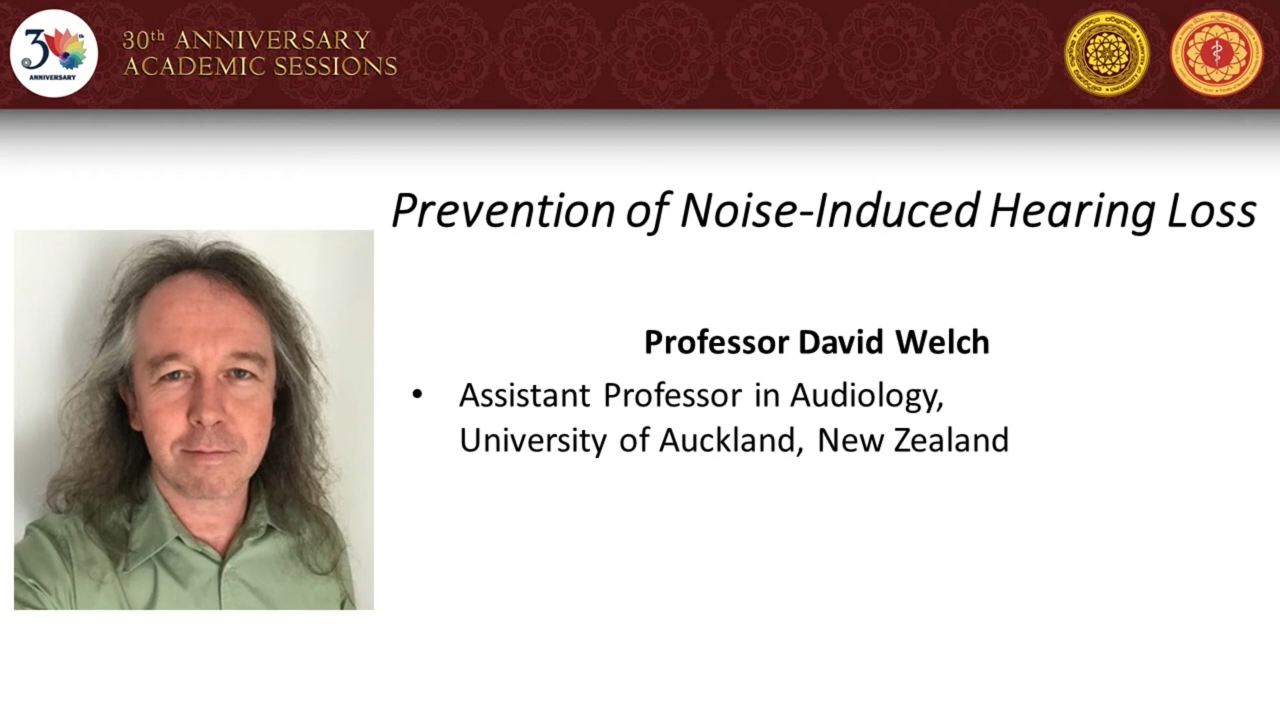 30th ANNIVERSARY
ACADEMIC SESSIONS
30th
ANNIVERSARY
Prevention of Noise-Induced Hearing Loss
Professor David Welch
• Assistant Professor in Audiology,
University of Auckland, New Zealand